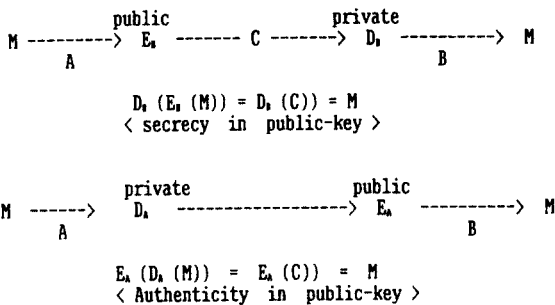 public private
M ----------> E_B ------- C -------> D_B ----------> M
A B
D_B (E_B (M)) = D_B (C)) = M
< secrecy in public-key >
private public
M ------> D_A -------------------> E_A ----------> M
A B
E_A (D_A (M)) = E_A (C)) = M
< Authenticity in public-key >